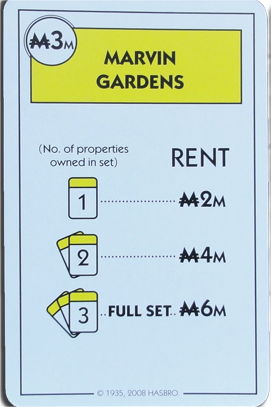 ₩3M
MARVIN
GARDENS
(No. of properties
owned in set)
RENT
1 ₩2M
2 ₩4M
3 FULL SET ₩6M
© 1935, 2008 HASBRO.